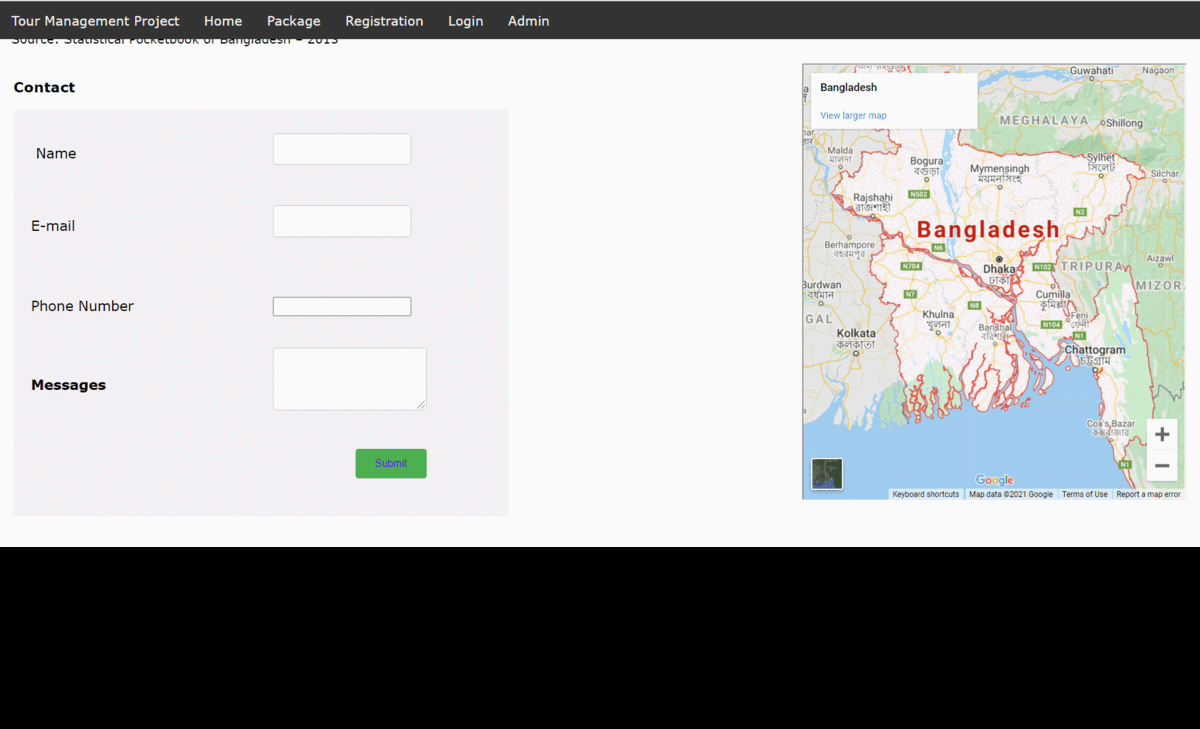 Tour Management Project Home Package Registration Login Admin
Source: Statistical Pocketbook of Bangladesh – 2013
Contact
Name
E-mail
Phone Number
Messages
Submit
Bangladesh
View larger map
Guwahati
Nagaon
MEGHALAYA
Shillong
Malda
মালদা
Bogura
বগুড়া
Mymensingh
ময়মনসিংহ
Sylhet
সিলেট
Silchar
N502
Rajshahi
রাজশাহী
N2
Bangladesh
Berhampore
বহরমপুর
N6
Dhaka
ঢাকা
N704
N102
TRIPURA
Aizawl
MIZOR
Burdwan
বর্ধমান
N7
N8
Cumilla
কুমিল্লা
GAL
Khulna
খুলনা
Barishal
বরিশাল
Feni
ফেনী
N104
N1
Kolkata
কলকাতা
Chattogram
চট্টগ্রাম
Cox's Bazar
কক্সবাজার
N1
Google
Keyboard shortcuts Map data ©2021 Google Terms of Use Report a map error